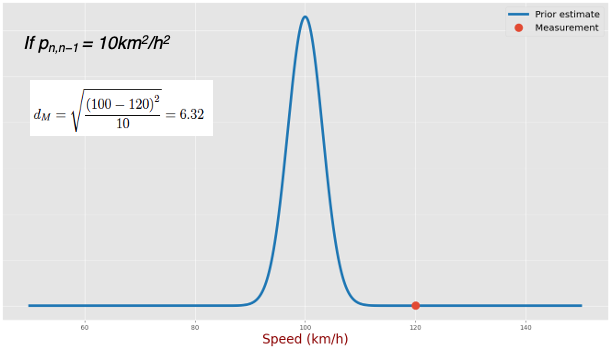 Prior estimate
Measurement
If pₙ,ₙ₋₁ = 10km²/h²
d_M = √((100 − 120)²/10) = 6.32
60 80 100 120 140
Speed (km/h)